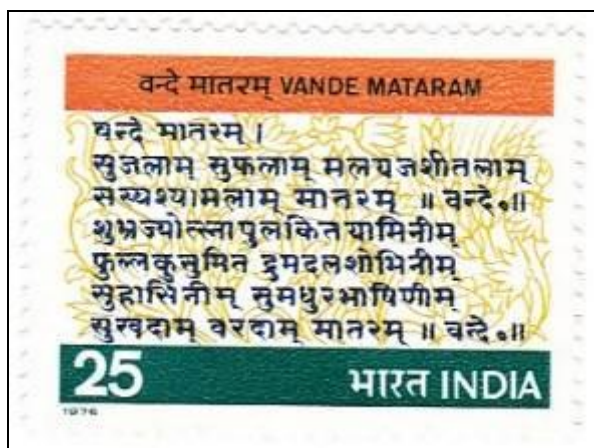 वन्दे मातरम् VANDE MATARAM
वन्दे मातरम् ।
सुजलाम् सुफलाम् मलयजशीतलाम्
सस्यश्यामलाम् मातरम् ॥ वन्दे॰॥
शुभ्रज्योत्स्नापुलकितयामिनीम्
फुल्लकुसुमित द्रुमदलशोभिनीम्
सुहासिनीम् सुमधुरभाषिणीम्
सुखदाम् वरदाम् मातरम् ॥ वन्दे॰॥
25 भारत INDIA
1976